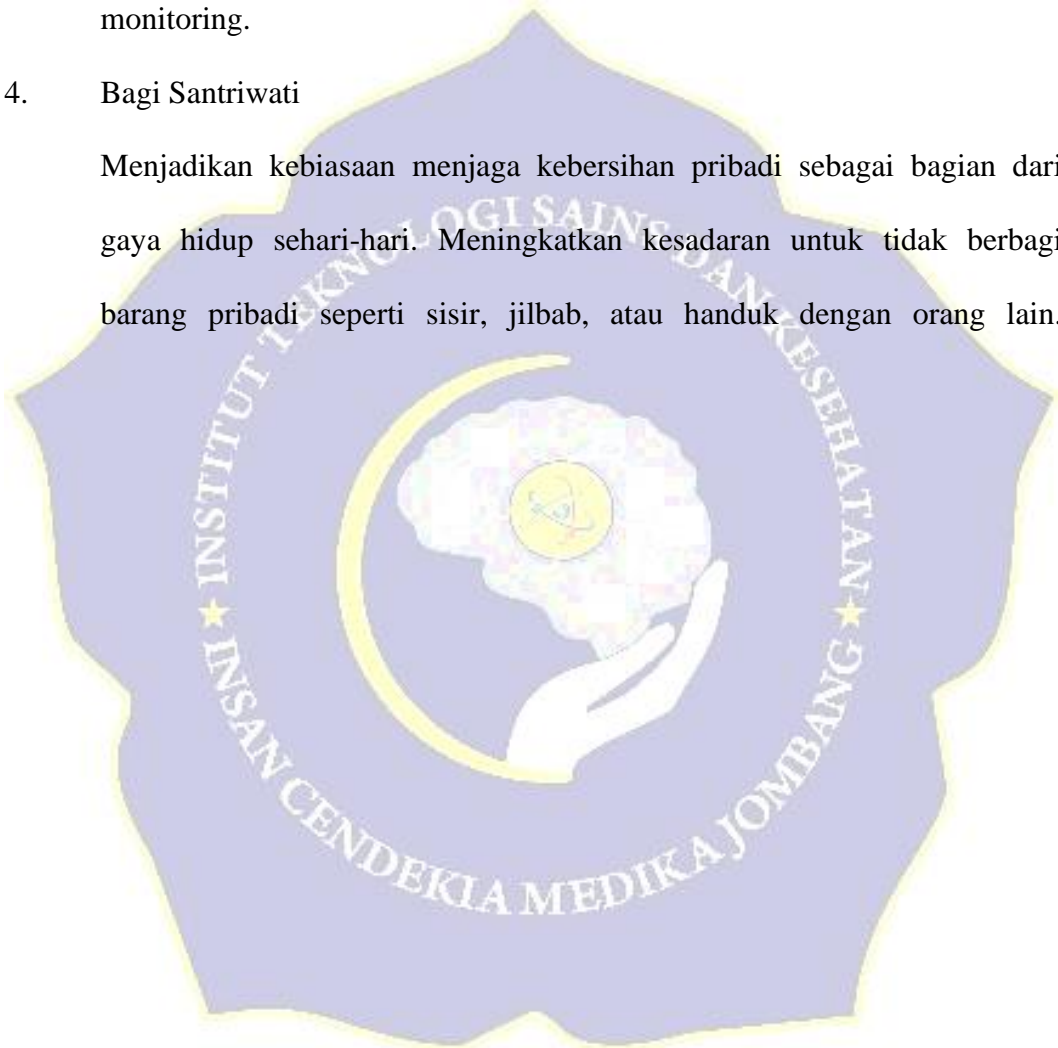 monitoring.
4. Bagi Santriwati
Menjadikan kebiasaan menjaga kebersihan pribadi sebagai bagian dari
gaya hidup sehari-hari. Meningkatkan kesadaran untuk tidak berbagi
barang pribadi seperti sisir, jilbab, atau handuk dengan orang lain.
INSTITUT TEKNOLOGI SAINS DAN KESEHATAN
INSAN CENDEKIA MEDIKA JOMBANG